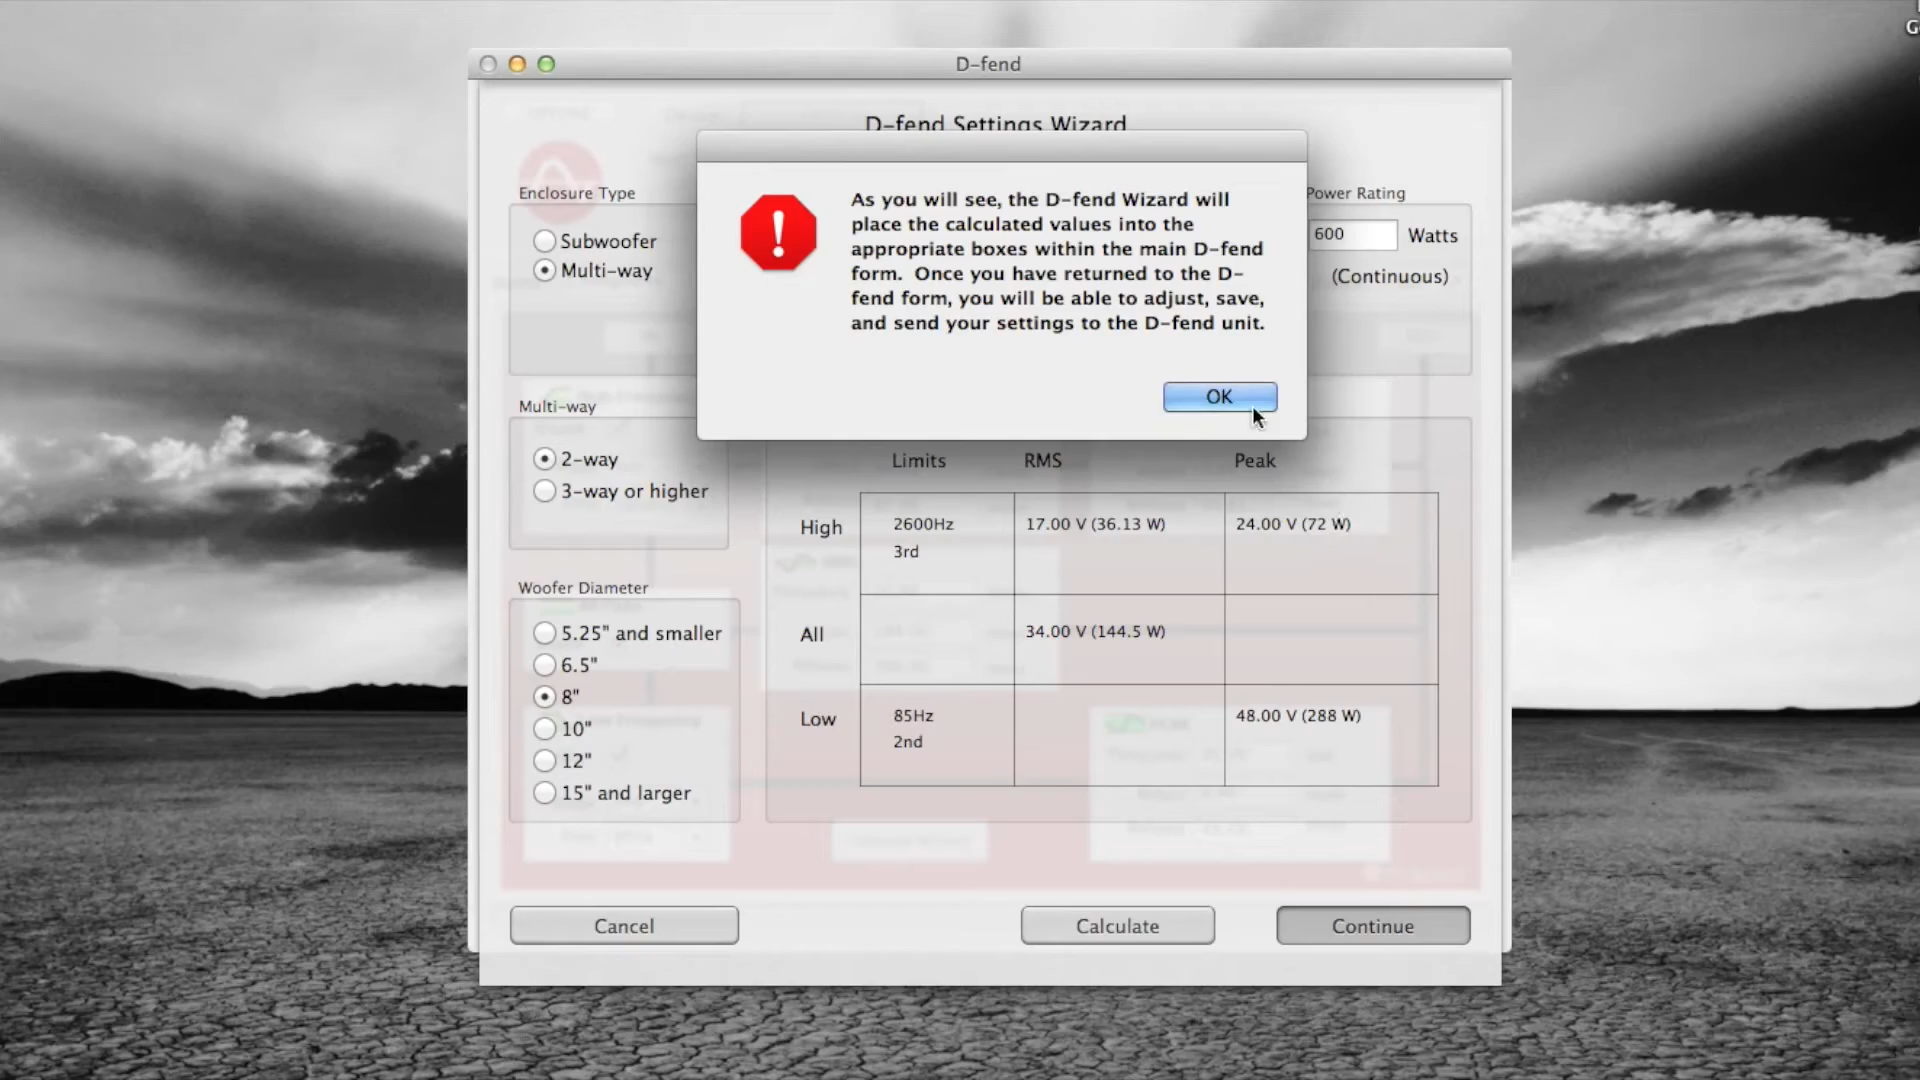 G
D-fend
D-fend Settings Wizard
As you will see, the D-fend Wizard will
place the calculated values into the
appropriate boxes within the main D-fend
form. Once you have returned to the D-
fend form, you will be able to adjust, save,
and send your settings to the D-fend unit.
OK
Enclosure Type
Subwoofer
Multi-way
Power Rating
600 Watts
(Continuous)
Multi-way
2-way
3-way or higher
Woofer Diameter
5.25" and smaller
6.5"
8"
10"
12"
15" and larger
Limits RMS Peak
High 2600Hz 17.00 V (36.13 W) 24.00 V (72 W)
3rd
All 34.00 V (144.5 W)
Low 85Hz 48.00 V (288 W)
2nd
Cancel Calculate Continue